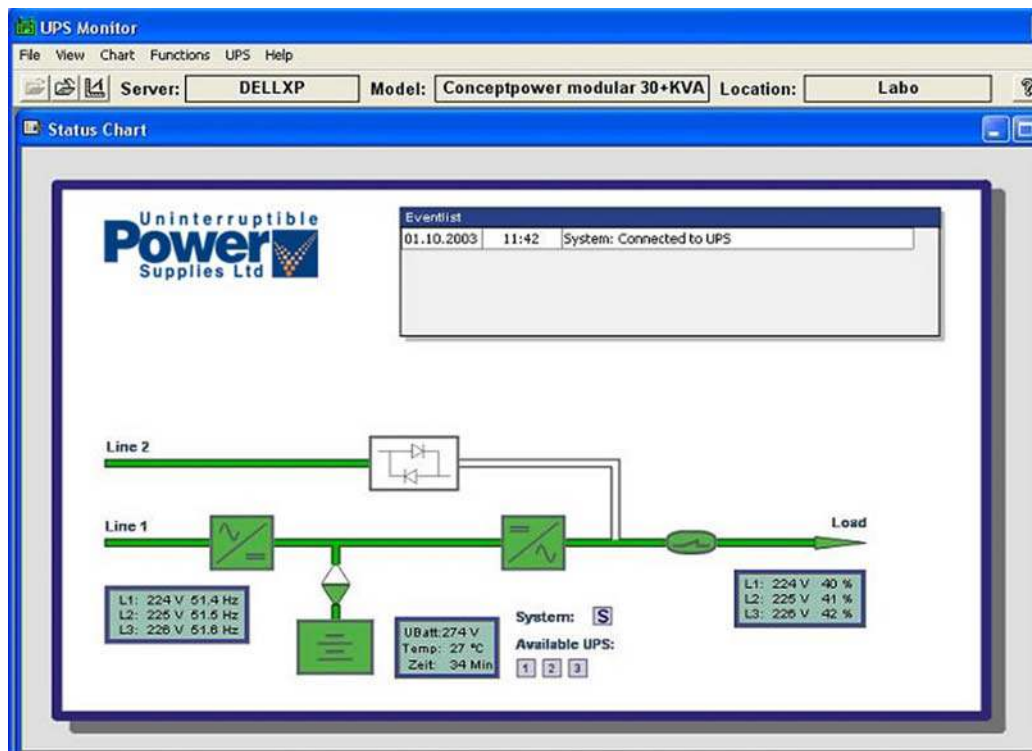 UPS Monitor
File View Chart Functions UPS Help
Server: DELLXP Model: Conceptpower modular 30+KVA Location: Labo
Status Chart
Uninterruptible
Power
Supplies Ltd
Eventlist
01.10.2003 11:42 System: Connected to UPS
Line 2
Line 1
Load
L1: 224 V 51.4 Hz
L2: 225 V 51.5 Hz
L3: 226 V 51.6 Hz
UBatt:274 V
Temp: 27 °C
Zeit: 34 Min
System: S
Available UPS:
1 2 3
L1: 224 V 40 %
L2: 225 V 41 %
L3: 226 V 42 %